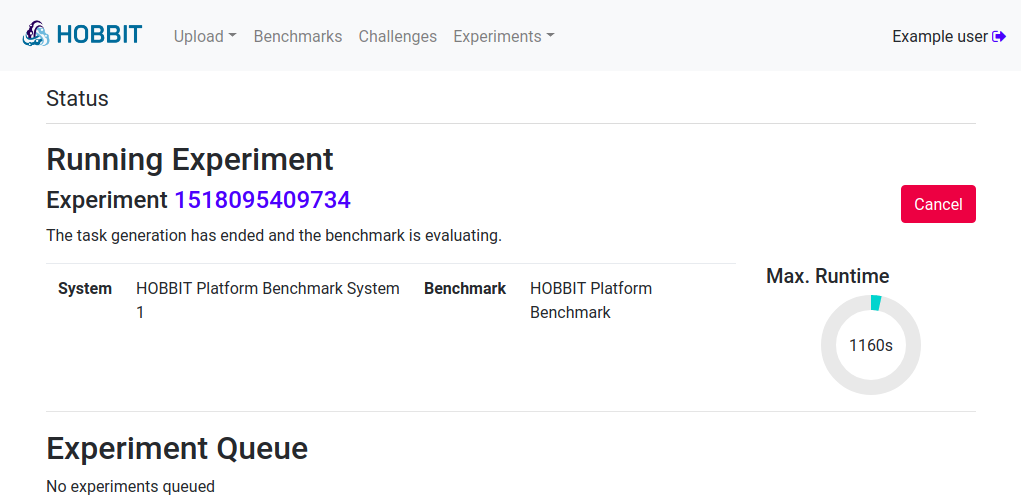 HOBBIT Upload Benchmarks Challenges Experiments Example user
Status
Running Experiment
Experiment 1518095409734
Cancel
The task generation has ended and the benchmark is evaluating.
System HOBBIT Platform Benchmark System Benchmark HOBBIT Platform
1 Benchmark
Max. Runtime
1160s
Experiment Queue
No experiments queued